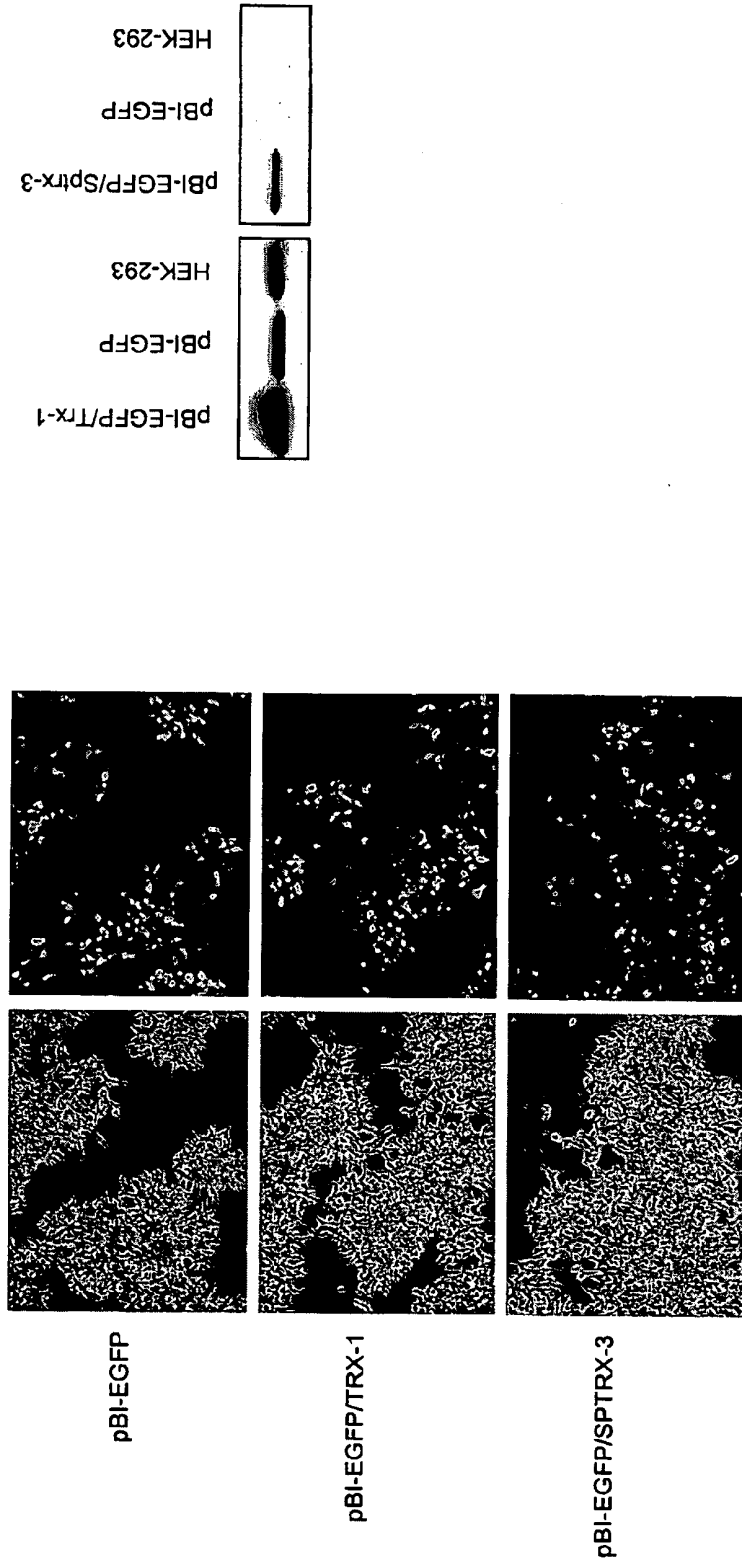 pBI-EGFP
pBI-EGFP/TRX-1
pBI-EGFP/SPTRX-3
pBI-EGFP/Trx-1
pBI-EGFP
HEK-293
pBI-EGFP/Sptrx-3
pBI-EGFP
HEK-293